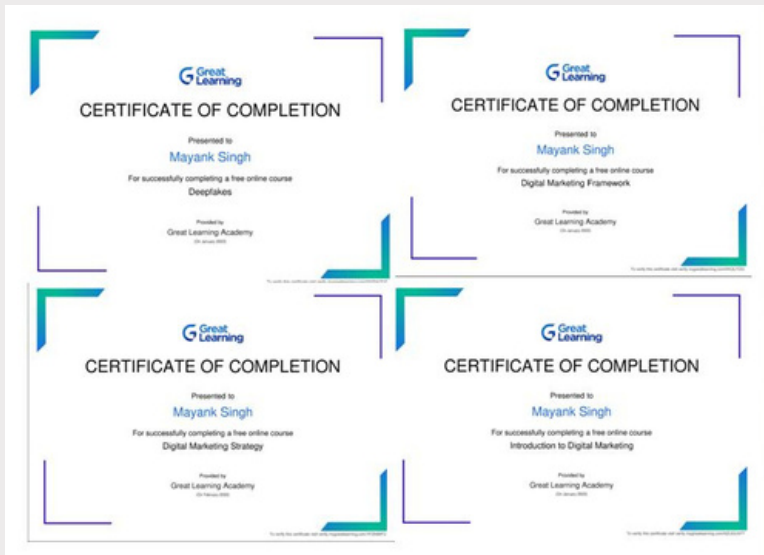 Great
Learning
CERTIFICATE OF COMPLETION
Presented to
Mayank Singh
For successfully completing a free online course
Deepfakes
Provided by
Great Learning Academy
Great
Learning
CERTIFICATE OF COMPLETION
Presented to
Mayank Singh
For successfully completing a free online course
Digital Marketing Framework
Provided by
Great Learning Academy
Great
Learning
CERTIFICATE OF COMPLETION
Presented to
Mayank Singh
For successfully completing a free online course
Digital Marketing Strategy
Provided by
Great Learning Academy
Great
Learning
CERTIFICATE OF COMPLETION
Presented to
Mayank Singh
For successfully completing a free online course
Introduction to Digital Marketing
Provided by
Great Learning Academy